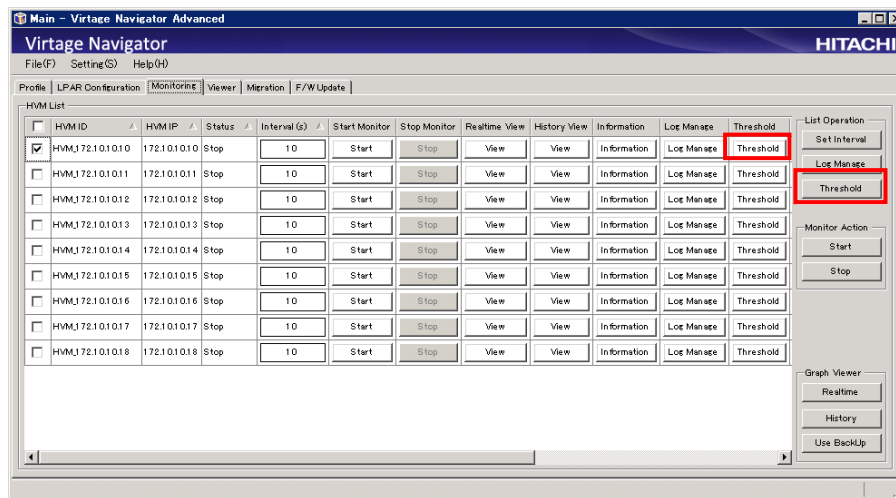 Main - Virtage Navigator Advanced
Virtage Navigator
HITACHI
File(F) Setting(S) Help(H)
Profile LPAR Configuration Monitoring Viewer Migration F/W Update
HVM List
HVM ID HVM IP Status Interval (s) Start Monitor Stop Monitor Realtime View History View Information Log Manage Threshold
HVM_172.10.10.10 172.10.10.10 Stop 10 Start Stop View View Information Log Manage Threshold
HVM_172.10.10.11 172.10.10.11 Stop 10 Start Stop View View Information Log Manage Threshold
HVM_172.10.10.12 172.10.10.12 Stop 10 Start Stop View View Information Log Manage Threshold
HVM_172.10.10.13 172.10.10.13 Stop 10 Start Stop View View Information Log Manage Threshold
HVM_172.10.10.14 172.10.10.14 Stop 10 Start Stop View View Information Log Manage Threshold
HVM_172.10.10.15 172.10.10.15 Stop 10 Start Stop View View Information Log Manage Threshold
HVM_172.10.10.16 172.10.10.16 Stop 10 Start Stop View View Information Log Manage Threshold
HVM_172.10.10.17 172.10.10.17 Stop 10 Start Stop View View Information Log Manage Threshold
HVM_172.10.10.18 172.10.10.18 Stop 10 Start Stop View View Information Log Manage Threshold
List Operation
Set Interval
Log Manage
Threshold
Monitor Action
Start
Stop
Graph Viewer
Realtime
History
Use BackUp